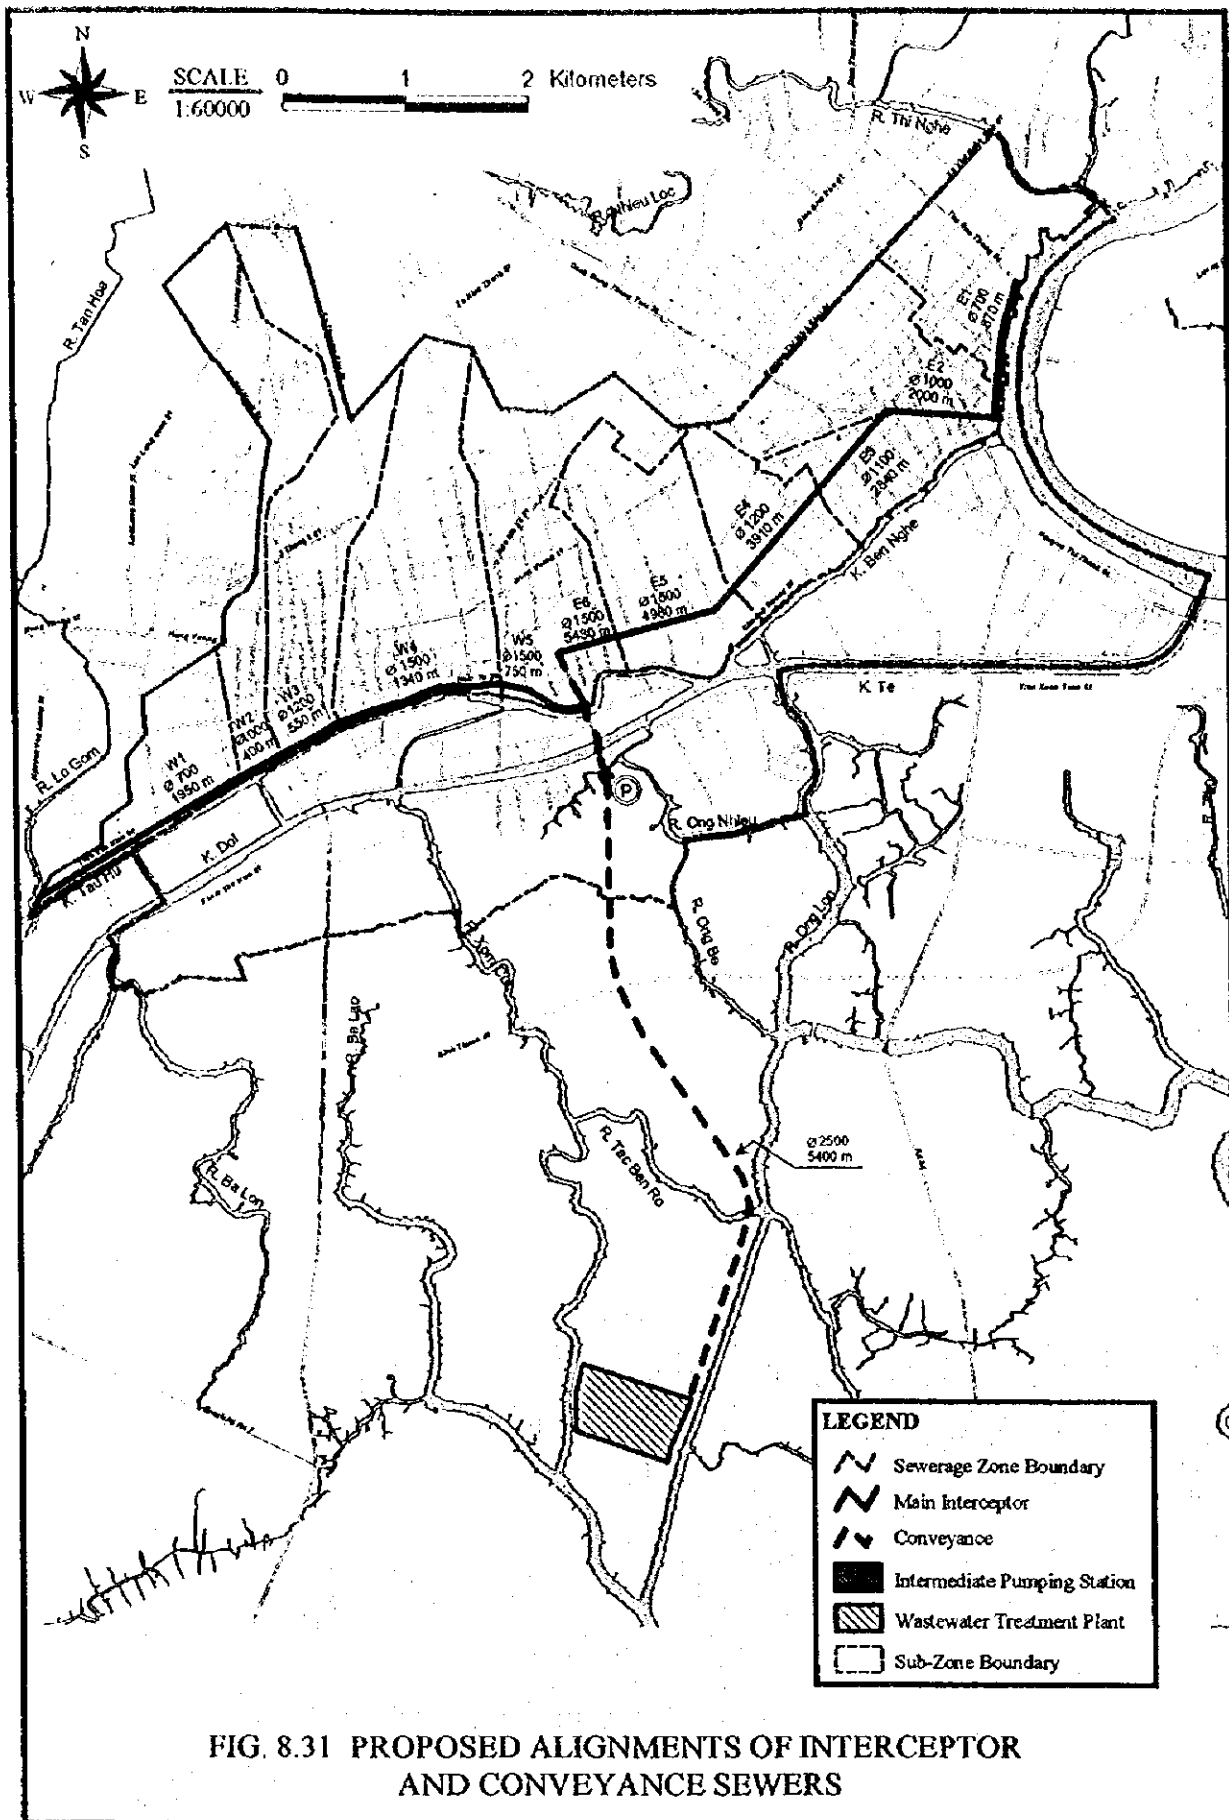 N
W
E
S
SCALE
1:60000
0 1 2 Kilometers
R. Thi Nghe
R. Nhieu Loc
R. Tan Hoa
E1
Ø 700
870 m
E2
Ø 1000
2000 m
E3
Ø 1100
2840 m
E4
Ø 1200
3910 m
K. Ben Nghe
E5
Ø 1500
4980 m
E6
Ø 1500
5430 m
W5
Ø 1500
750 m
W4
Ø 1500
1340 m
W3
Ø 1200
550 m
W2
Ø 1000
400 m
W1
Ø 700
1950 m
Hung Vuong
K. Te
R. Lo Gom
K. Doi
K. Tau Hu
P
R. Ong Nhieu
R. Ong Be
R. Ong Lon
R. Xom Cui
R. Ba Lao
R. Ba Lon
R. Tac Ben Ro
Ø 2500
5400 m
LEGEND
Sewerage Zone Boundary
Main Interceptor
Conveyance
Intermediate Pumping Station
Wastewater Treatment Plant
Sub-Zone Boundary
FIG. 8.31 PROPOSED ALIGNMENTS OF INTERCEPTOR
AND CONVEYANCE SEWERS